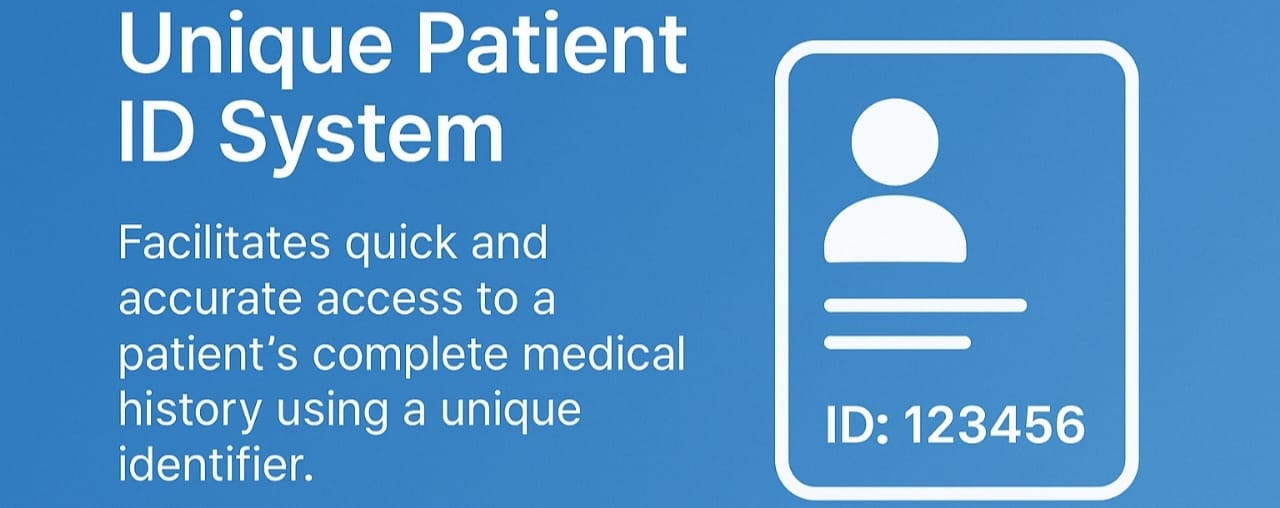 Unique Patient
ID System
Facilitates quick and
accurate access to a
patient’s complete medical
history using a unique
identifier.
ID: 123456